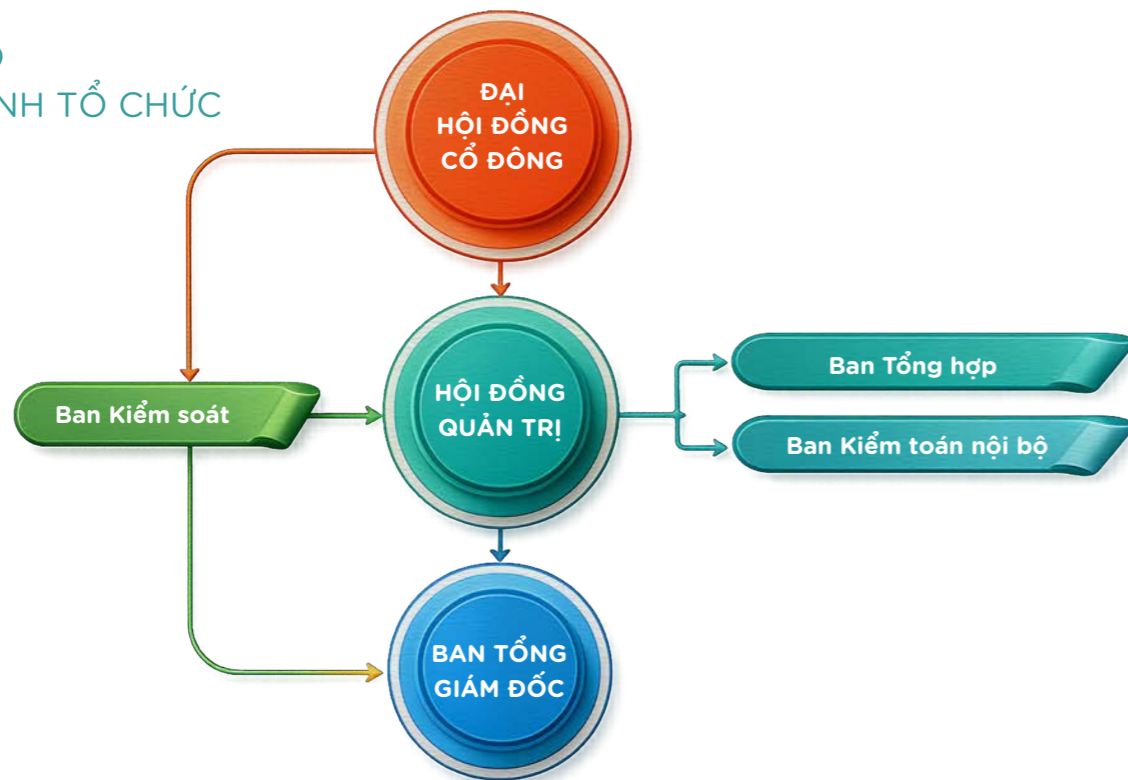 NH TỔ CHỨC
ĐẠI
HỘI ĐỒNG
CỔ ĐÔNG
Ban Kiểm soát
HỘI ĐỒNG
QUẢN TRỊ
Ban Tổng hợp
Ban Kiểm toán nội bộ
BAN TỔNG
GIÁM ĐỐC